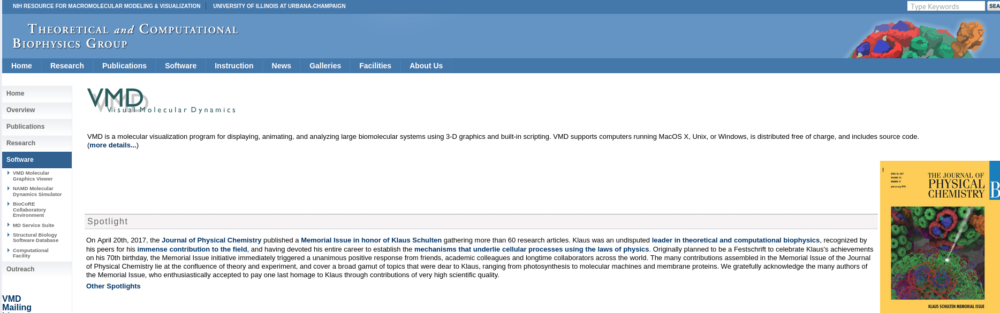 NIH RESOURCE FOR MACROMOLECULAR MODELING & VISUALIZATION
UNIVERSITY OF ILLINOIS AT URBANA-CHAMPAIGN
Type Keywords
SEA
Theoretical and Computational
Biophysics Group
Home
Research
Publications
Software
Instruction
News
Galleries
Facilities
About Us
Home
Overview
Publications
Research
Software
VMD Molecular
Graphics Viewer
NAMD Molecular
Dynamics Simulator
BioCoRE
Collaboratory
Environment
MD Service Suite
Structural Biology
Software Database
Computational
Facility
Outreach
VMD
Mailing
VMD
Visual Molecular Dynamics
VMD is a molecular visualization program for displaying, animating, and analyzing large biomolecular systems using 3-D graphics and built-in scripting. VMD supports computers running MacOS X, Unix, or Windows, is distributed free of charge, and includes source code.
(more details...)
Spotlight
On April 20th, 2017, the Journal of Physical Chemistry published a Memorial Issue in honor of Klaus Schulten gathering more than 60 research articles. Klaus was an undisputed leader in theoretical and computational biophysics, recognized by
his peers for his immense contribution to the field, and having devoted his entire career to establish the mechanisms that underlie cellular processes using the laws of physics. Originally planned to be a Festschrift to celebrate Klaus's achievements
on his 70th birthday, the Memorial Issue initiative immediately triggered a unanimous positive response from friends, academic colleagues and longtime collaborators across the world. The many contributions assembled in the Memorial Issue of the Journal
of Physical Chemistry lie at the confluence of theory and experiment, and cover a broad gamut of topics that were dear to Klaus, ranging from photosynthesis to molecular machines and membrane proteins. We gratefully acknowledge the many authors of
the Memorial Issue, who enthusiastically accepted to pay one last homage to Klaus through contributions of very high scientific quality.
Other Spotlights
APRIL 20, 2017
VOLUME 121
pubs.acs.org/JPCB
THE JOURNAL OF
PHYSICAL
CHEMISTRY
B
KLAUS SCHULTEN MEMORIAL ISSUE